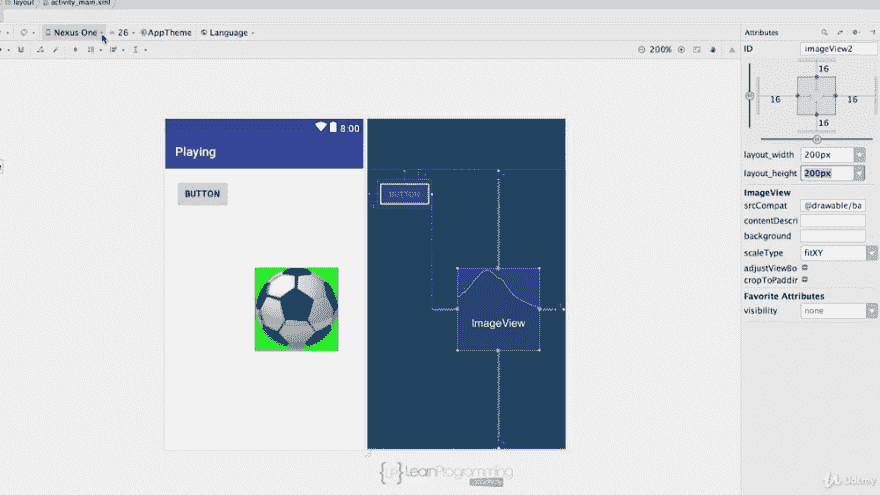 layout activity_main.xml
Nexus One 26 AppTheme Language
200%
Attributes
ID imageView2
16
16 16
16
layout_width 200px
layout_height 200px
ImageView
srcCompat @drawable/ba
contentDescri
background
scaleType fitXY
adjustViewBo
cropToPaddin
Favorite Attributes
visibility none
8:00
Playing
BUTTON
BUTTON
ImageView
LearnProgramming
Udemy